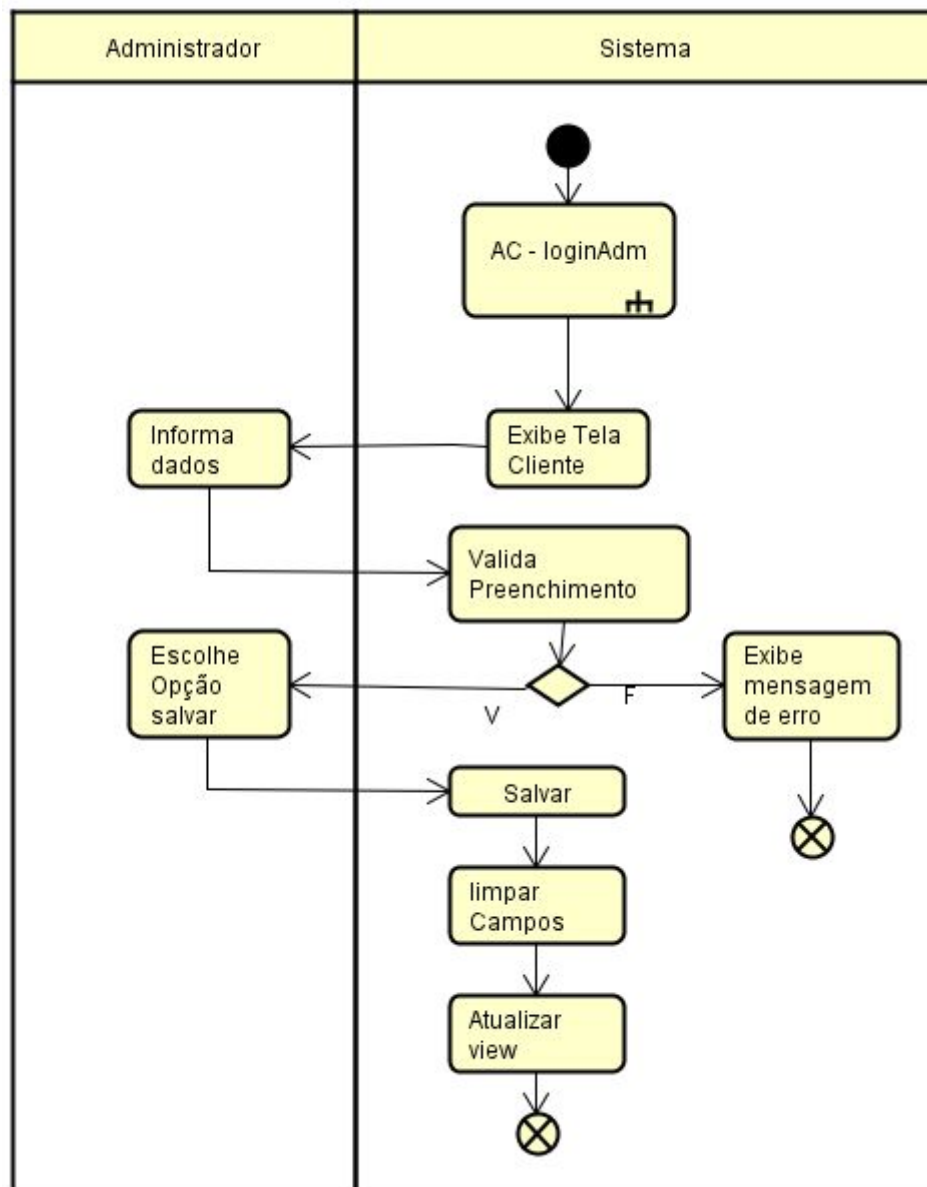 Administrador
Sistema
AC - loginAdm
Informa
dados
Exibe Tela
Cliente
Valida
Preenchimento
Escolhe
Opção
salvar
V
F
Exibe
mensagem
de erro
Salvar
limpar
Campos
Atualizar
view